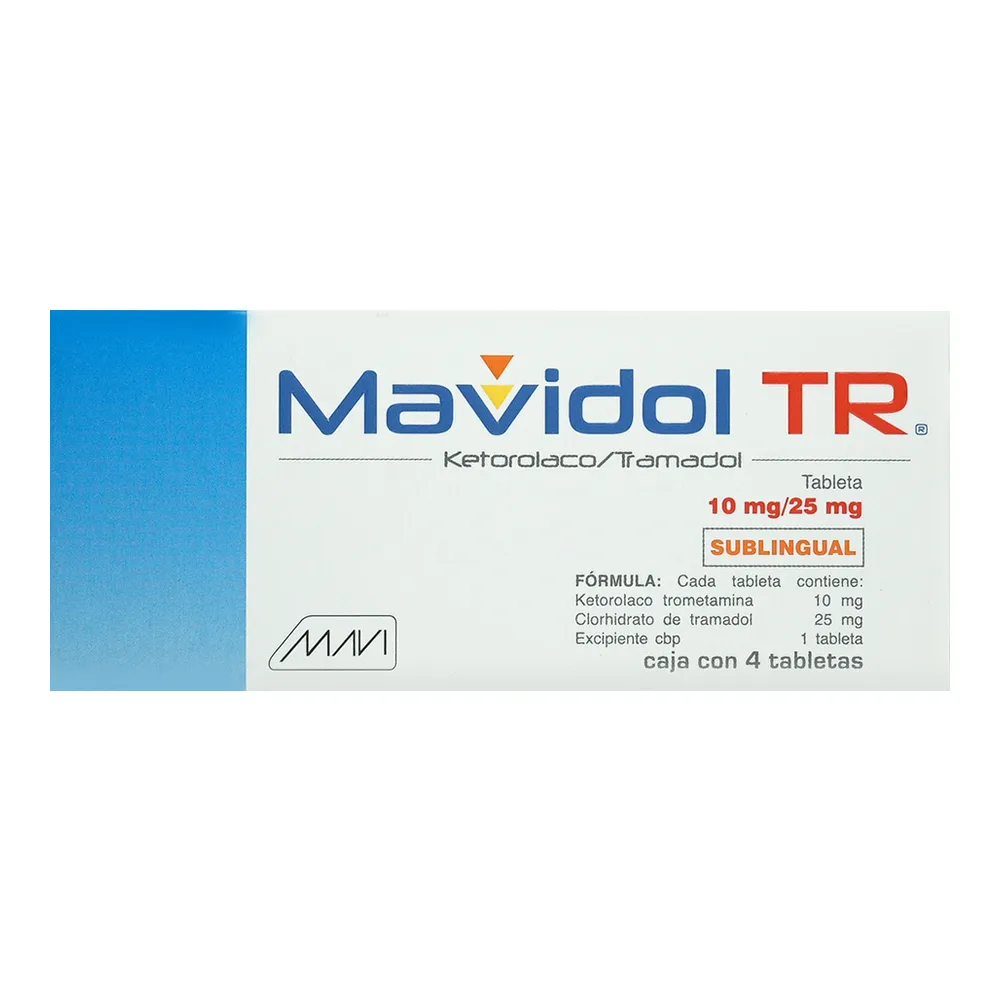 Mavidol TR®
Ketorolaco/Tramadol
Tableta
10 mg/25 mg
SUBLINGUAL
FÓRMULA: Cada tableta contiene:
Ketorolaco trometamina 10 mg
Clorhidrato de tramadol 25 mg
Excipiente cbp 1 tableta
caja con 4 tabletas
MAVI